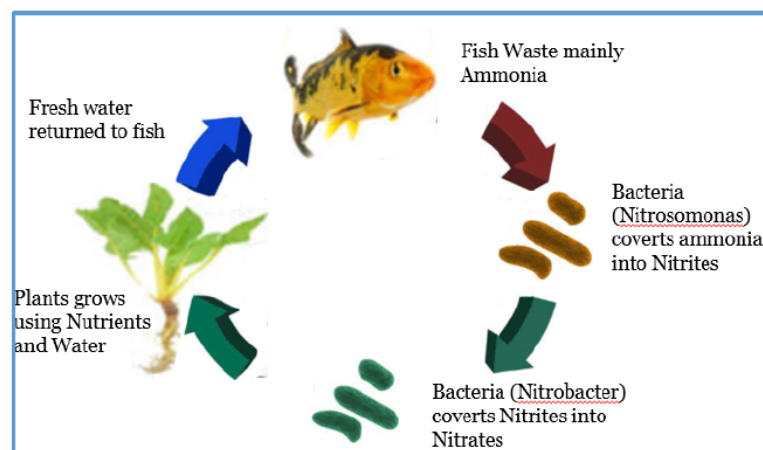 Fish Waste mainly
Ammonia
Fresh water
returned to fish
Bacteria
(Nitrosomonas)
coverts ammonia
into Nitrites
Plants grows
using Nutrients
and Water
Bacteria (Nitrobacter)
coverts Nitrites into
Nitrates